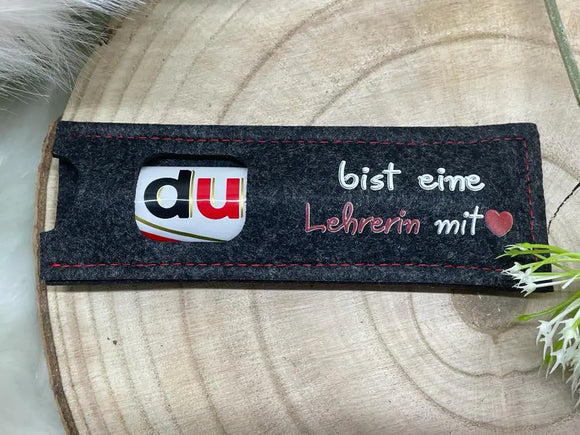 du
bist eine
Lehrerin mit❤